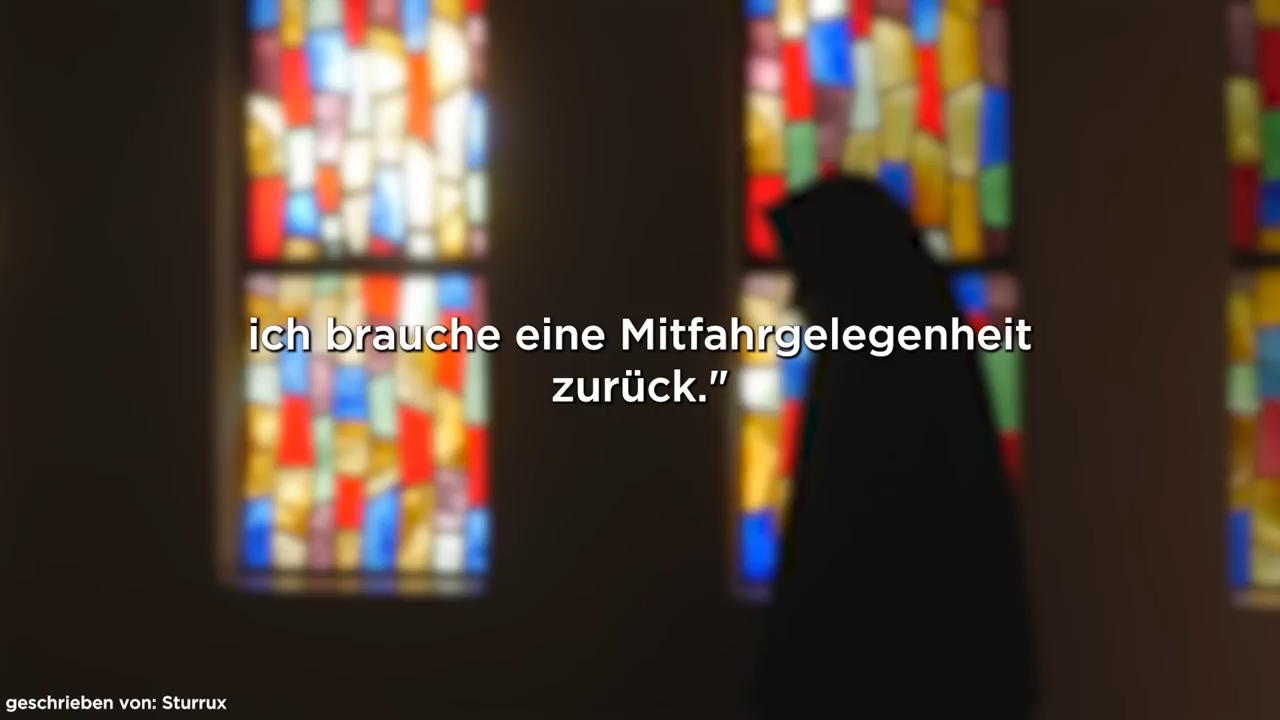 ich brauche eine Mitfahrgelegenheit
zurück."
geschrieben von: Sturrux